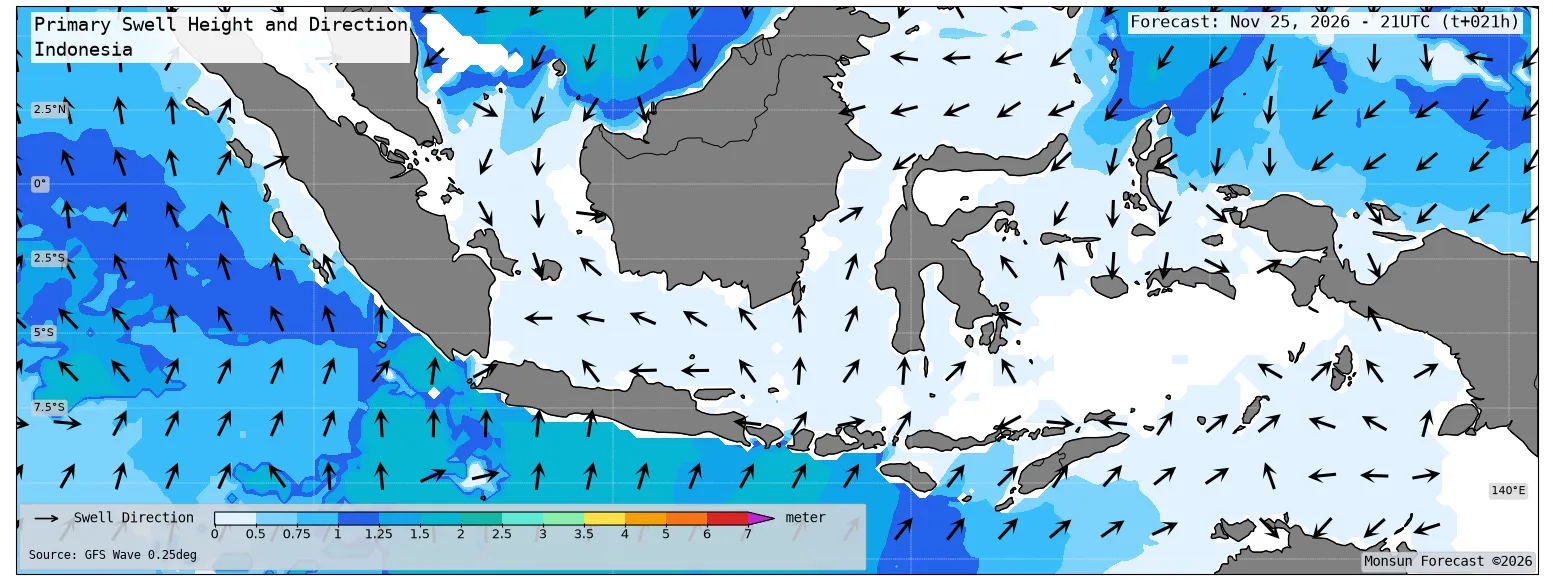 Primary Swell Height and Direction
Indonesia
Forecast: Nov 25, 2026 - 21UTC (t+021h)
2.5°N
0°
2.5°S
5°S
7.5°S
140°E
Swell Direction
0 0.5 0.75 1 1.25 1.5 2 2.5 3 3.5 4 5 6 7 meter
Source: GFS Wave 0.25deg
Monsun Forecast ©2026